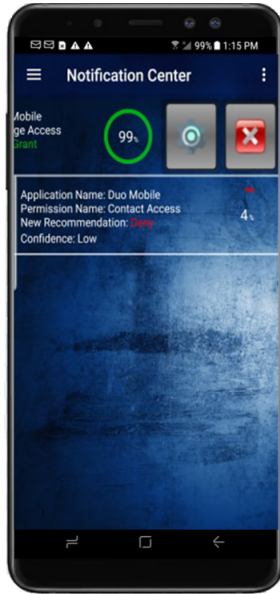 99% 1:15 PM
Notification Center
Mobile
ge Access
Grant
99%
Application Name: Duo Mobile
Permission Name: Contact Access
New Recommendation: Deny
Confidence: Low
4%